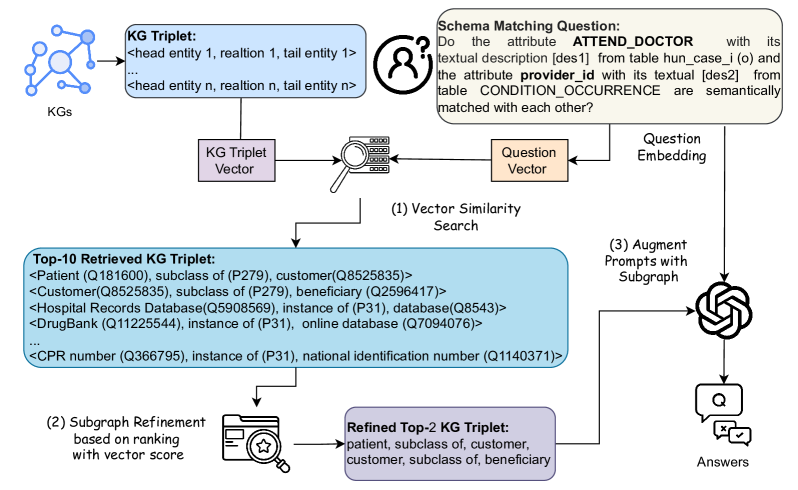 KG Triplet:
<head entity 1, realtion 1, tail entity 1>
...
<head entity n, realtion n, tail entity n>
KGs
Schema Matching Question:
Do the attribute ATTEND_DOCTOR with its
textual description [des1] from table hun_case_i (o) and
the attribute provider_id with its textual [des2] from
table CONDITION_OCCURRENCE are semantically
matched with each other?
KG Triplet
Vector
Question
Vector
Question
Embedding
(1) Vector Similarity
Search
Top-10 Retrieved KG Triplet:
<Patient (Q181600), subclass of (P279), customer(Q8525835)>
<Customer(Q8525835), subclass of (P279), beneficiary (Q2596417)>
<Hospital Records Database(Q5908569), instance of (P31), database(Q8543)>
<DrugBank (Q11225544), instance of (P31), online database (Q7094076)>
...
<CPR number (Q366795), instance of (P31), national identification number (Q1140371)>
(3) Augment
Prompts with
Subgraph
(2) Subgraph Refinement
based on ranking
with vector score
Refined Top-2 KG Triplet:
patient, subclass of, customer,
customer, subclass of, beneficiary
Q
Answers